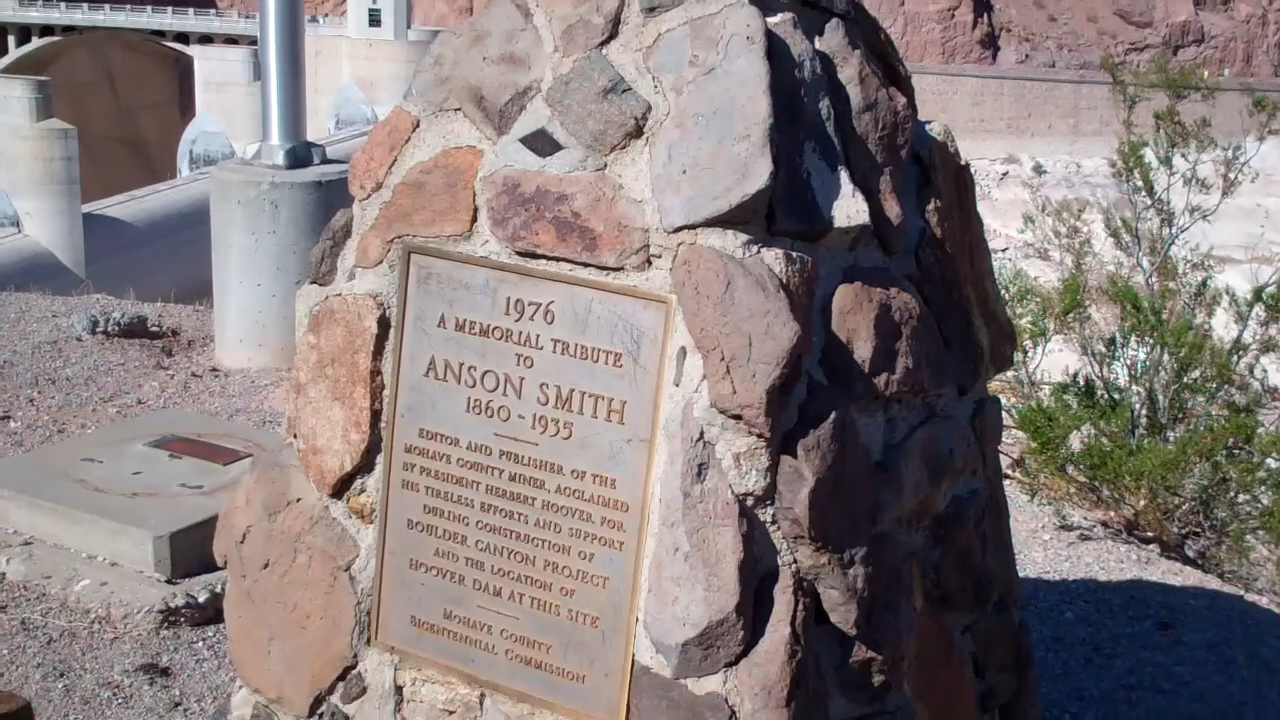 1976
A MEMORIAL TRIBUTE
TO
ANSON SMITH
1860 - 1935
EDITOR AND PUBLISHER OF THE
MOHAVE COUNTY MINER, ACCLAIMED
BY PRESIDENT HERBERT HOOVER FOR
HIS TIRELESS EFFORTS AND SUPPORT
DURING CONSTRUCTION OF
BOULDER CANYON PROJECT
AND THE LOCATION OF
HOOVER DAM AT THIS SITE
MOHAVE COUNTY
BICENTENNIAL COMMISSION